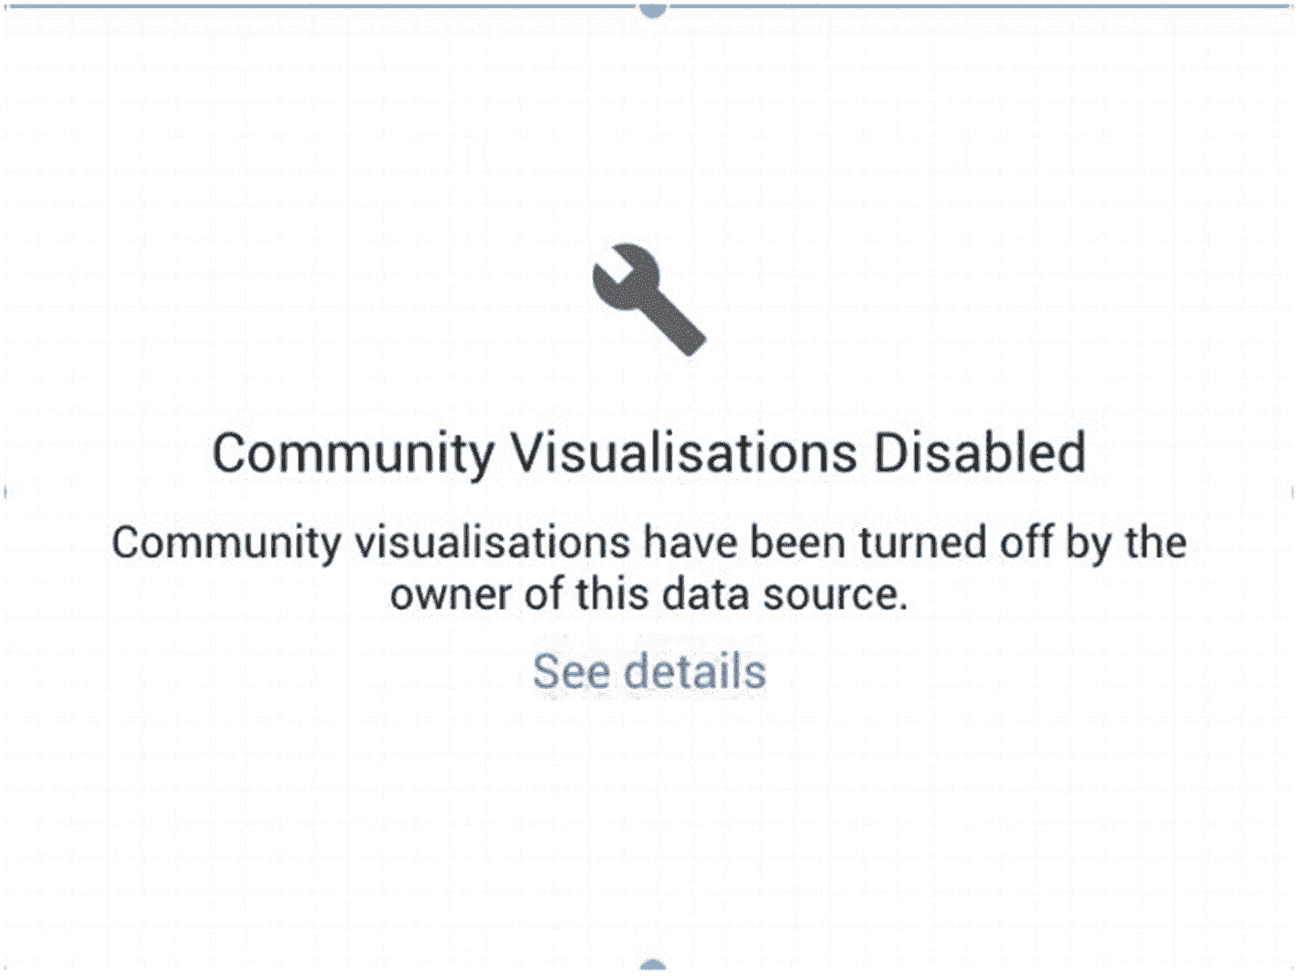 Community Visualisations Disabled
Community visualisations have been turned off by the
owner of this data source.
See details